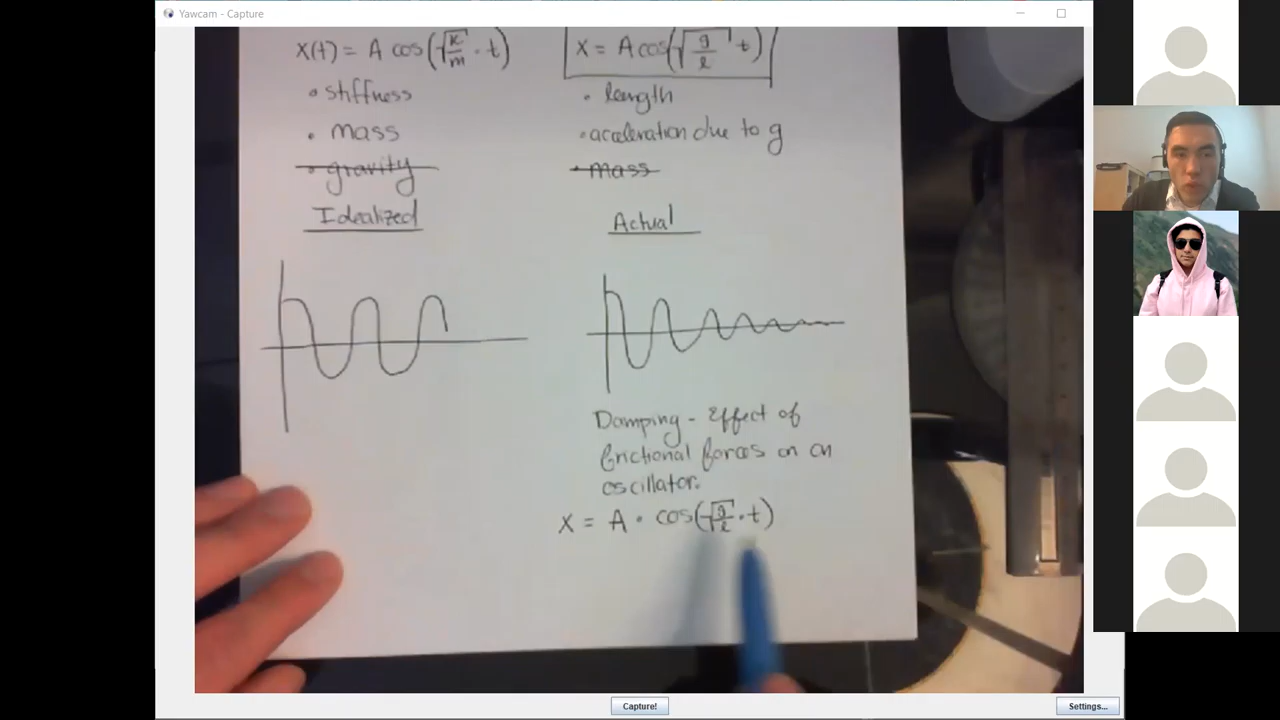 Yawcam - Capture
x(t) = A cos(√k/m · t)
• stiffness
• mass
• gravity
Idealized
x = A cos(√g/l t)
• length
• acceleration due to g
• mass
Actual
Damping - Effect of
frictional forces on an
oscillator.
x = A · cos(√g/l · t)
Capture!
Settings...